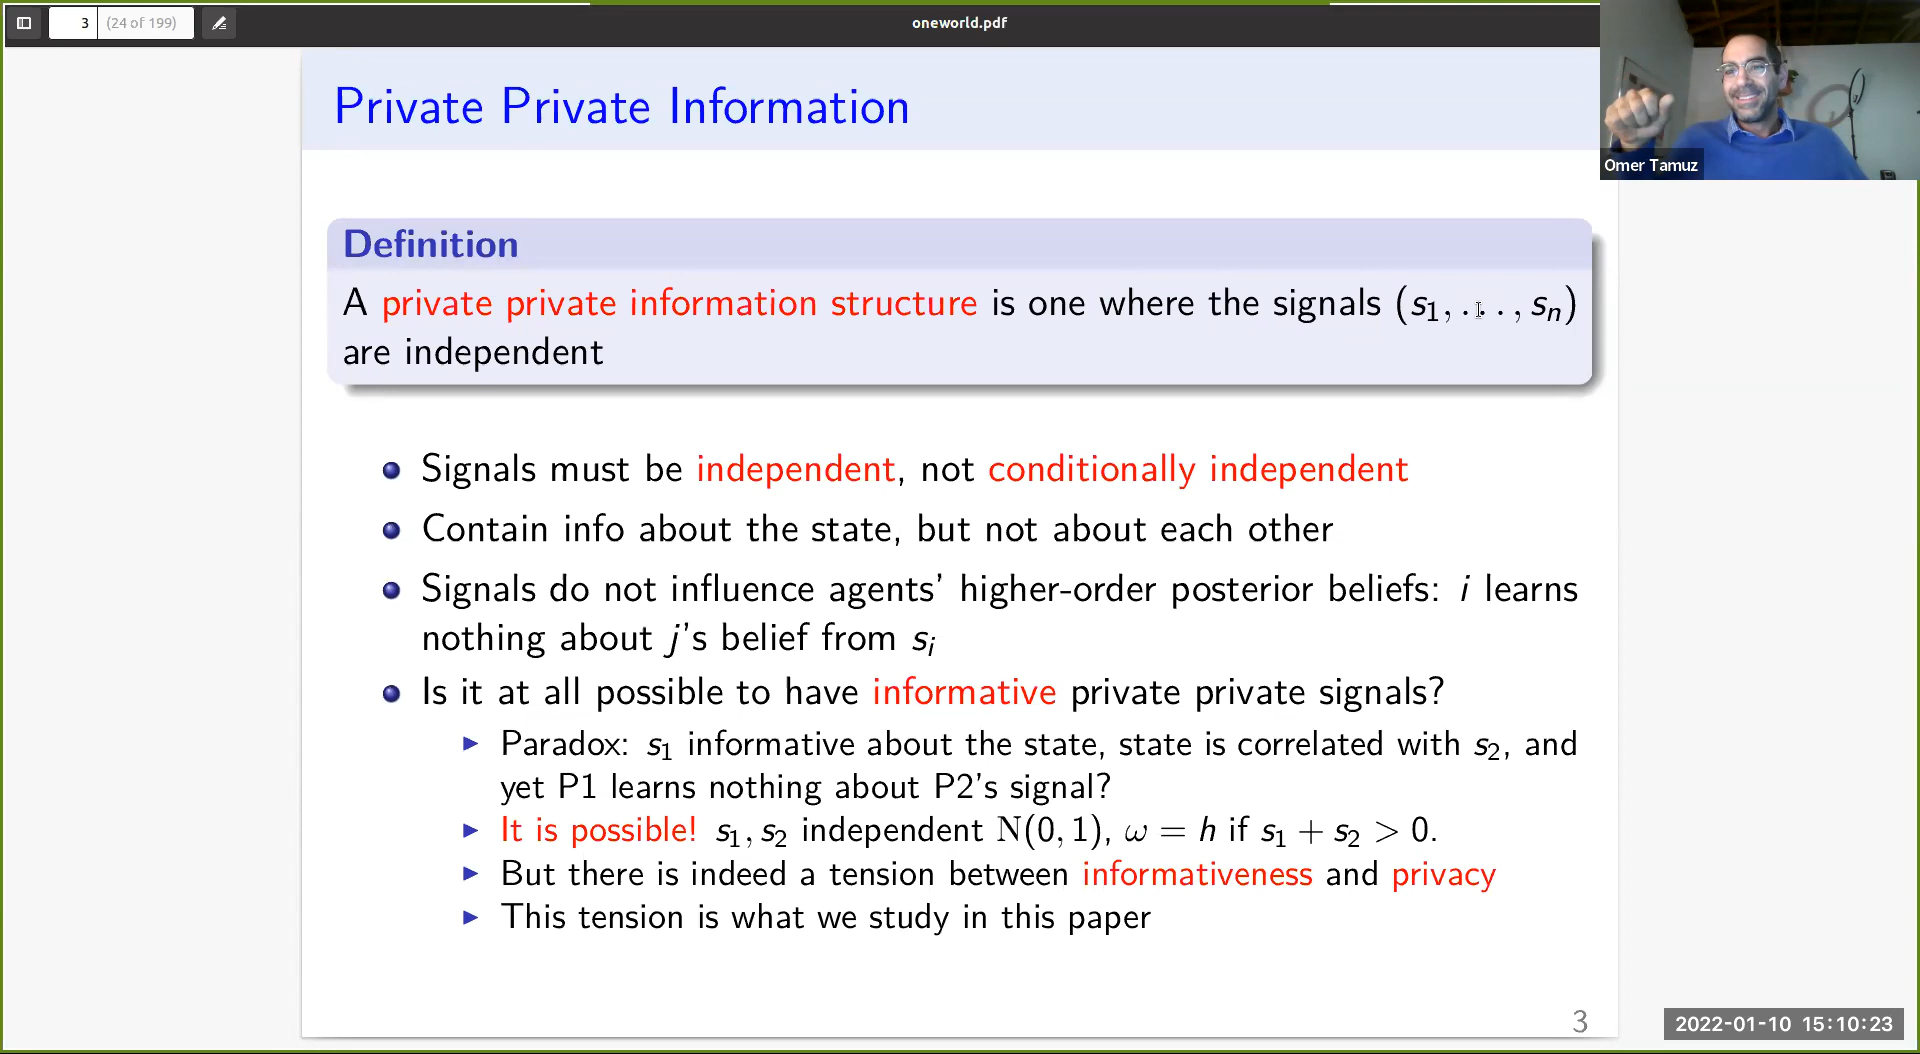 3 (24 of 199)
oneworld.pdf
Omer Tamuz
Private Private Information
Definition
A private private information structure is one where the signals (s₁, . . . , sₙ)
are independent
Signals must be independent, not conditionally independent
Contain info about the state, but not about each other
Signals do not influence agents' higher-order posterior beliefs: i learns
nothing about j's belief from sᵢ
Is it at all possible to have informative private private signals?
Paradox: s₁ informative about the state, state is correlated with s₂, and
yet P1 learns nothing about P2's signal?
It is possible! s₁, s₂ independent N(0, 1), ω = h if s₁ + s₂ > 0.
But there is indeed a tension between informativeness and privacy
This tension is what we study in this paper
3
2022-01-10 15:10:23